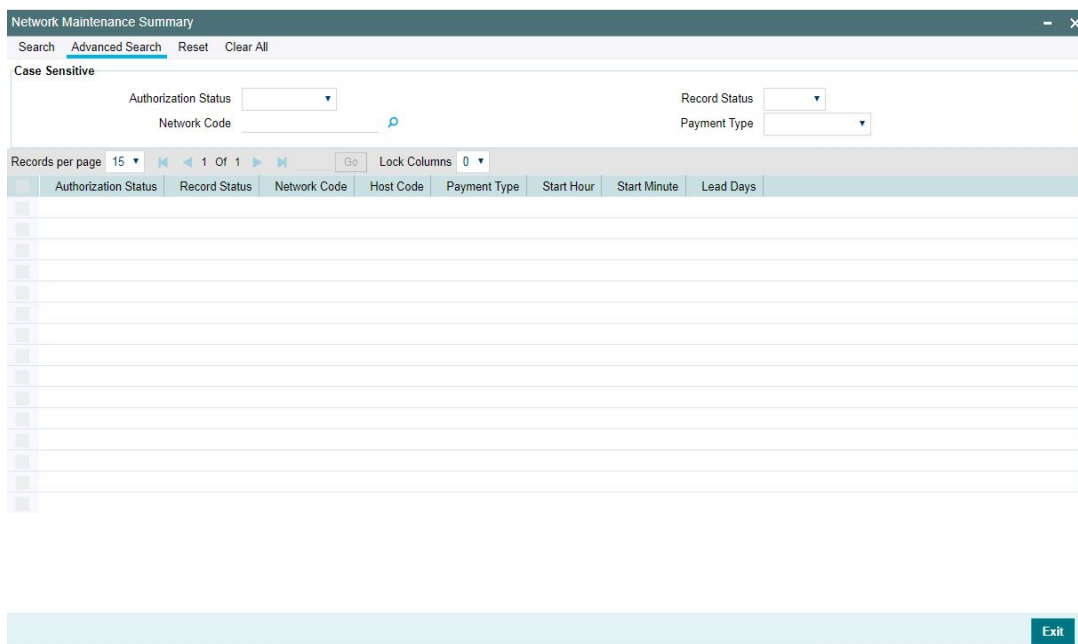 Network Maintenance Summary
Search Advanced Search Reset Clear All
Case Sensitive
Authorization Status Record Status
Network Code Payment Type
Records per page 15 1 Of 1 Go Lock Columns 0
Authorization Status Record Status Network Code Host Code Payment Type Start Hour Start Minute Lead Days
Exit